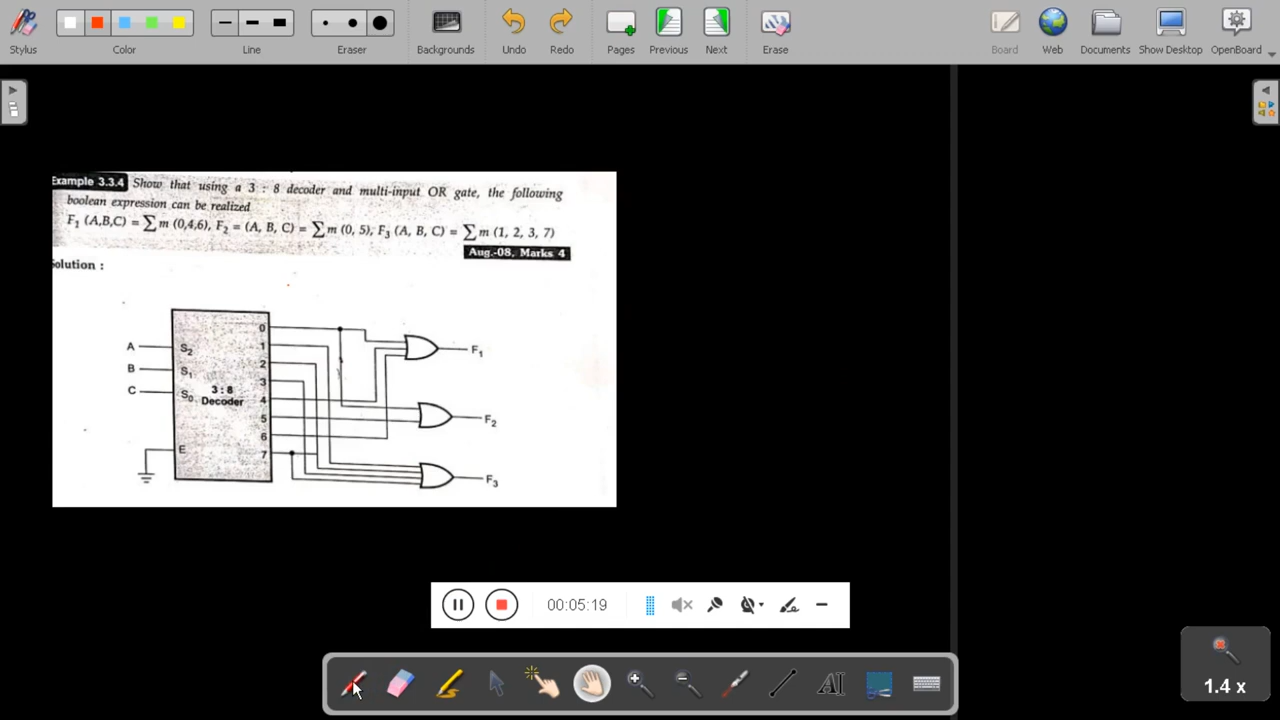 Stylus
Color
Line
Eraser
Backgrounds
Undo
Redo
Pages
Previous
Next
Erase
Board
Web
Documents
Show Desktop
OpenBoard
Example 3.3.4 Show that using a 3 : 8 decoder and multi-input OR gate, the following
boolean expression can be realized
F1 (A,B,C) = ∑ m (0,4,6), F2 = (A, B, C) = ∑ m (0, 5), F3 (A, B, C) = ∑ m (1, 2, 3, 7)
Aug.-08, Marks 4
Solution :
A
B
C
S2
S1
S0
E
3 : 8
Decoder
0
1
2
3
4
5
6
7
F1
F2
F3
00:05:19
AI
1.4 x